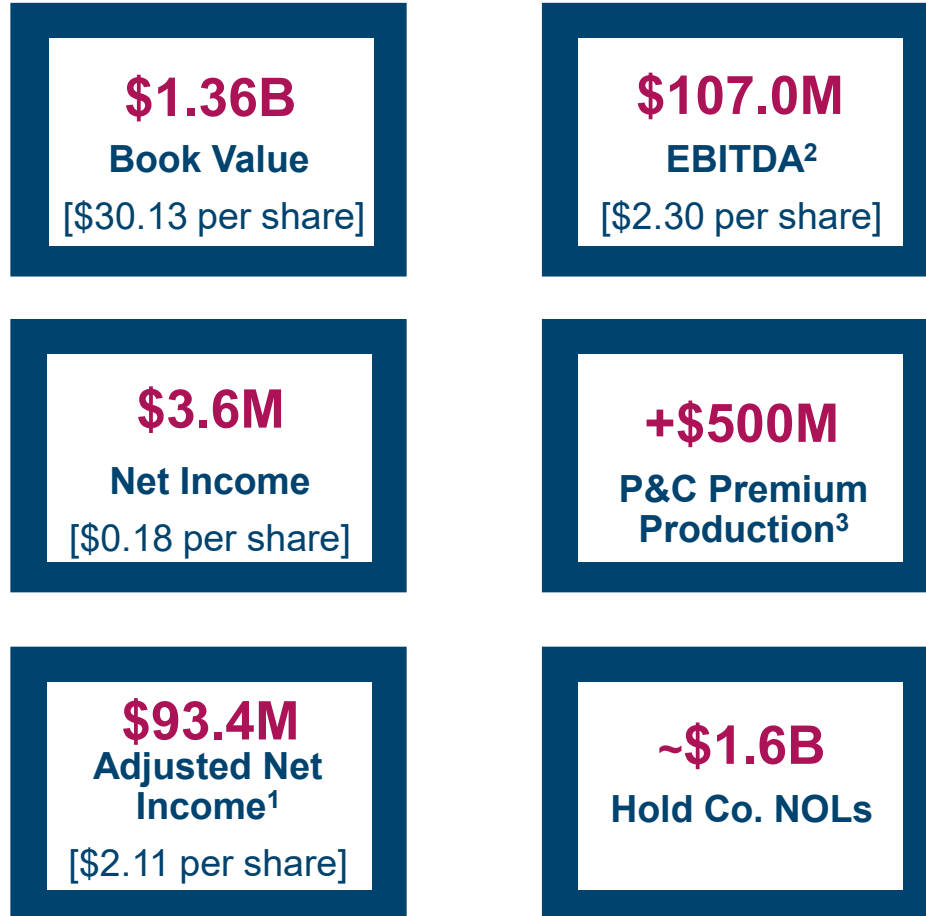 $1.36B
Book Value
[$30.13 per share]
$107.0M
EBITDA²
[$2.30 per share]
$3.6M
Net Income
[$0.18 per share]
+$500M
P&C Premium
Production³
$93.4M
Adjusted Net
Income¹
[$2.11 per share]
~$1.6B
Hold Co. NOLs